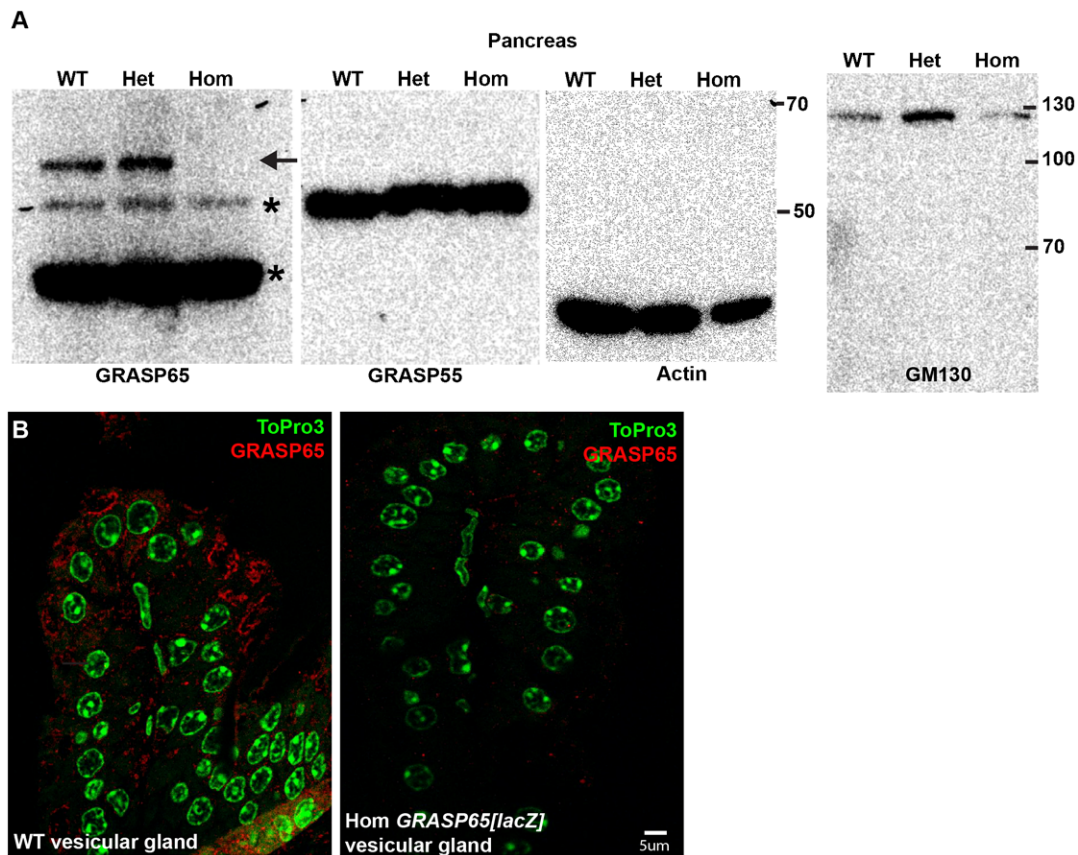 A
Pancreas
WT Het Hom
WT Het Hom
WT Het Hom
WT Het Hom
*
*
70
50
130
100
70
GRASP65
GRASP55
Actin
GM130
B
ToPro3
GRASP65
WT vesicular gland
ToPro3
GRASP65
Hom GRASP65[lacZ]
vesicular gland
5um